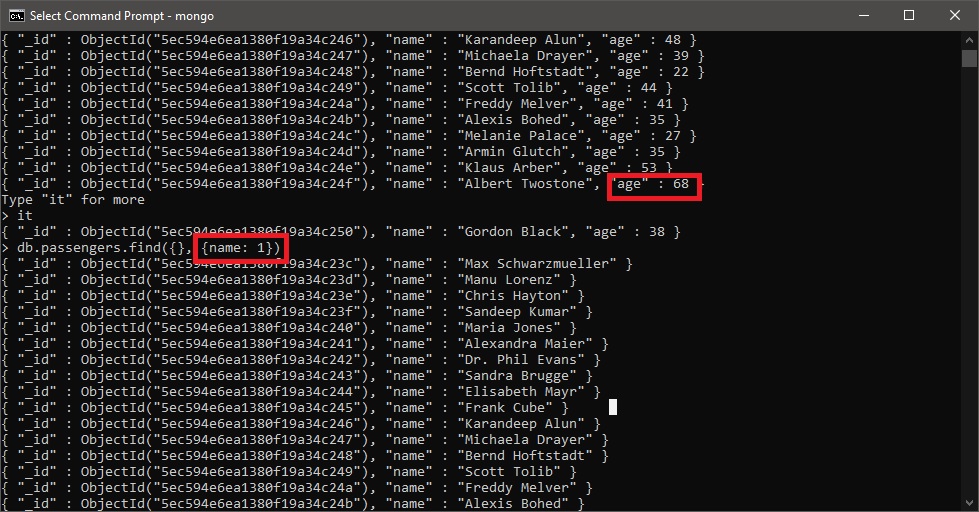 Select Command Prompt - mongo
{ "_id" : ObjectId("5ec594e6ea1380f19a34c246"), "name" : "Karandeep Alun", "age" : 48 }
{ "_id" : ObjectId("5ec594e6ea1380f19a34c247"), "name" : "Michaela Drayer", "age" : 39 }
{ "_id" : ObjectId("5ec594e6ea1380f19a34c248"), "name" : "Bernd Hoftstadt", "age" : 22 }
{ "_id" : ObjectId("5ec594e6ea1380f19a34c249"), "name" : "Scott Tolib", "age" : 44 }
{ "_id" : ObjectId("5ec594e6ea1380f19a34c24a"), "name" : "Freddy Melver", "age" : 41 }
{ "_id" : ObjectId("5ec594e6ea1380f19a34c24b"), "name" : "Alexis Bohed", "age" : 35 }
{ "_id" : ObjectId("5ec594e6ea1380f19a34c24c"), "name" : "Melanie Palace", "age" : 27 }
{ "_id" : ObjectId("5ec594e6ea1380f19a34c24d"), "name" : "Armin Glutch", "age" : 35 }
{ "_id" : ObjectId("5ec594e6ea1380f19a34c24e"), "name" : "Klaus Arber", "age" : 53 }
{ "_id" : ObjectId("5ec594e6ea1380f19a34c24f"), "name" : "Albert Twostone", "age" : 68 }
Type "it" for more
> it
{ "_id" : ObjectId("5ec594e6ea1380f19a34c250"), "name" : "Gordon Black", "age" : 38 }
> db.passengers.find({}, {name: 1})
{ "_id" : ObjectId("5ec594e6ea1380f19a34c23c"), "name" : "Max Schwarzmueller" }
{ "_id" : ObjectId("5ec594e6ea1380f19a34c23d"), "name" : "Manu Lorenz" }
{ "_id" : ObjectId("5ec594e6ea1380f19a34c23e"), "name" : "Chris Hayton" }
{ "_id" : ObjectId("5ec594e6ea1380f19a34c23f"), "name" : "Sandeep Kumar" }
{ "_id" : ObjectId("5ec594e6ea1380f19a34c240"), "name" : "Maria Jones" }
{ "_id" : ObjectId("5ec594e6ea1380f19a34c241"), "name" : "Alexandra Maier" }
{ "_id" : ObjectId("5ec594e6ea1380f19a34c242"), "name" : "Dr. Phil Evans" }
{ "_id" : ObjectId("5ec594e6ea1380f19a34c243"), "name" : "Sandra Brugge" }
{ "_id" : ObjectId("5ec594e6ea1380f19a34c244"), "name" : "Elisabeth Mayr" }
{ "_id" : ObjectId("5ec594e6ea1380f19a34c245"), "name" : "Frank Cube" }
{ "_id" : ObjectId("5ec594e6ea1380f19a34c246"), "name" : "Karandeep Alun" }
{ "_id" : ObjectId("5ec594e6ea1380f19a34c247"), "name" : "Michaela Drayer" }
{ "_id" : ObjectId("5ec594e6ea1380f19a34c248"), "name" : "Bernd Hoftstadt" }
{ "_id" : ObjectId("5ec594e6ea1380f19a34c249"), "name" : "Scott Tolib" }
{ "_id" : ObjectId("5ec594e6ea1380f19a34c24a"), "name" : "Freddy Melver" }
{ "_id" : ObjectId("5ec594e6ea1380f19a34c24b"), "name" : "Alexis Bohed" }